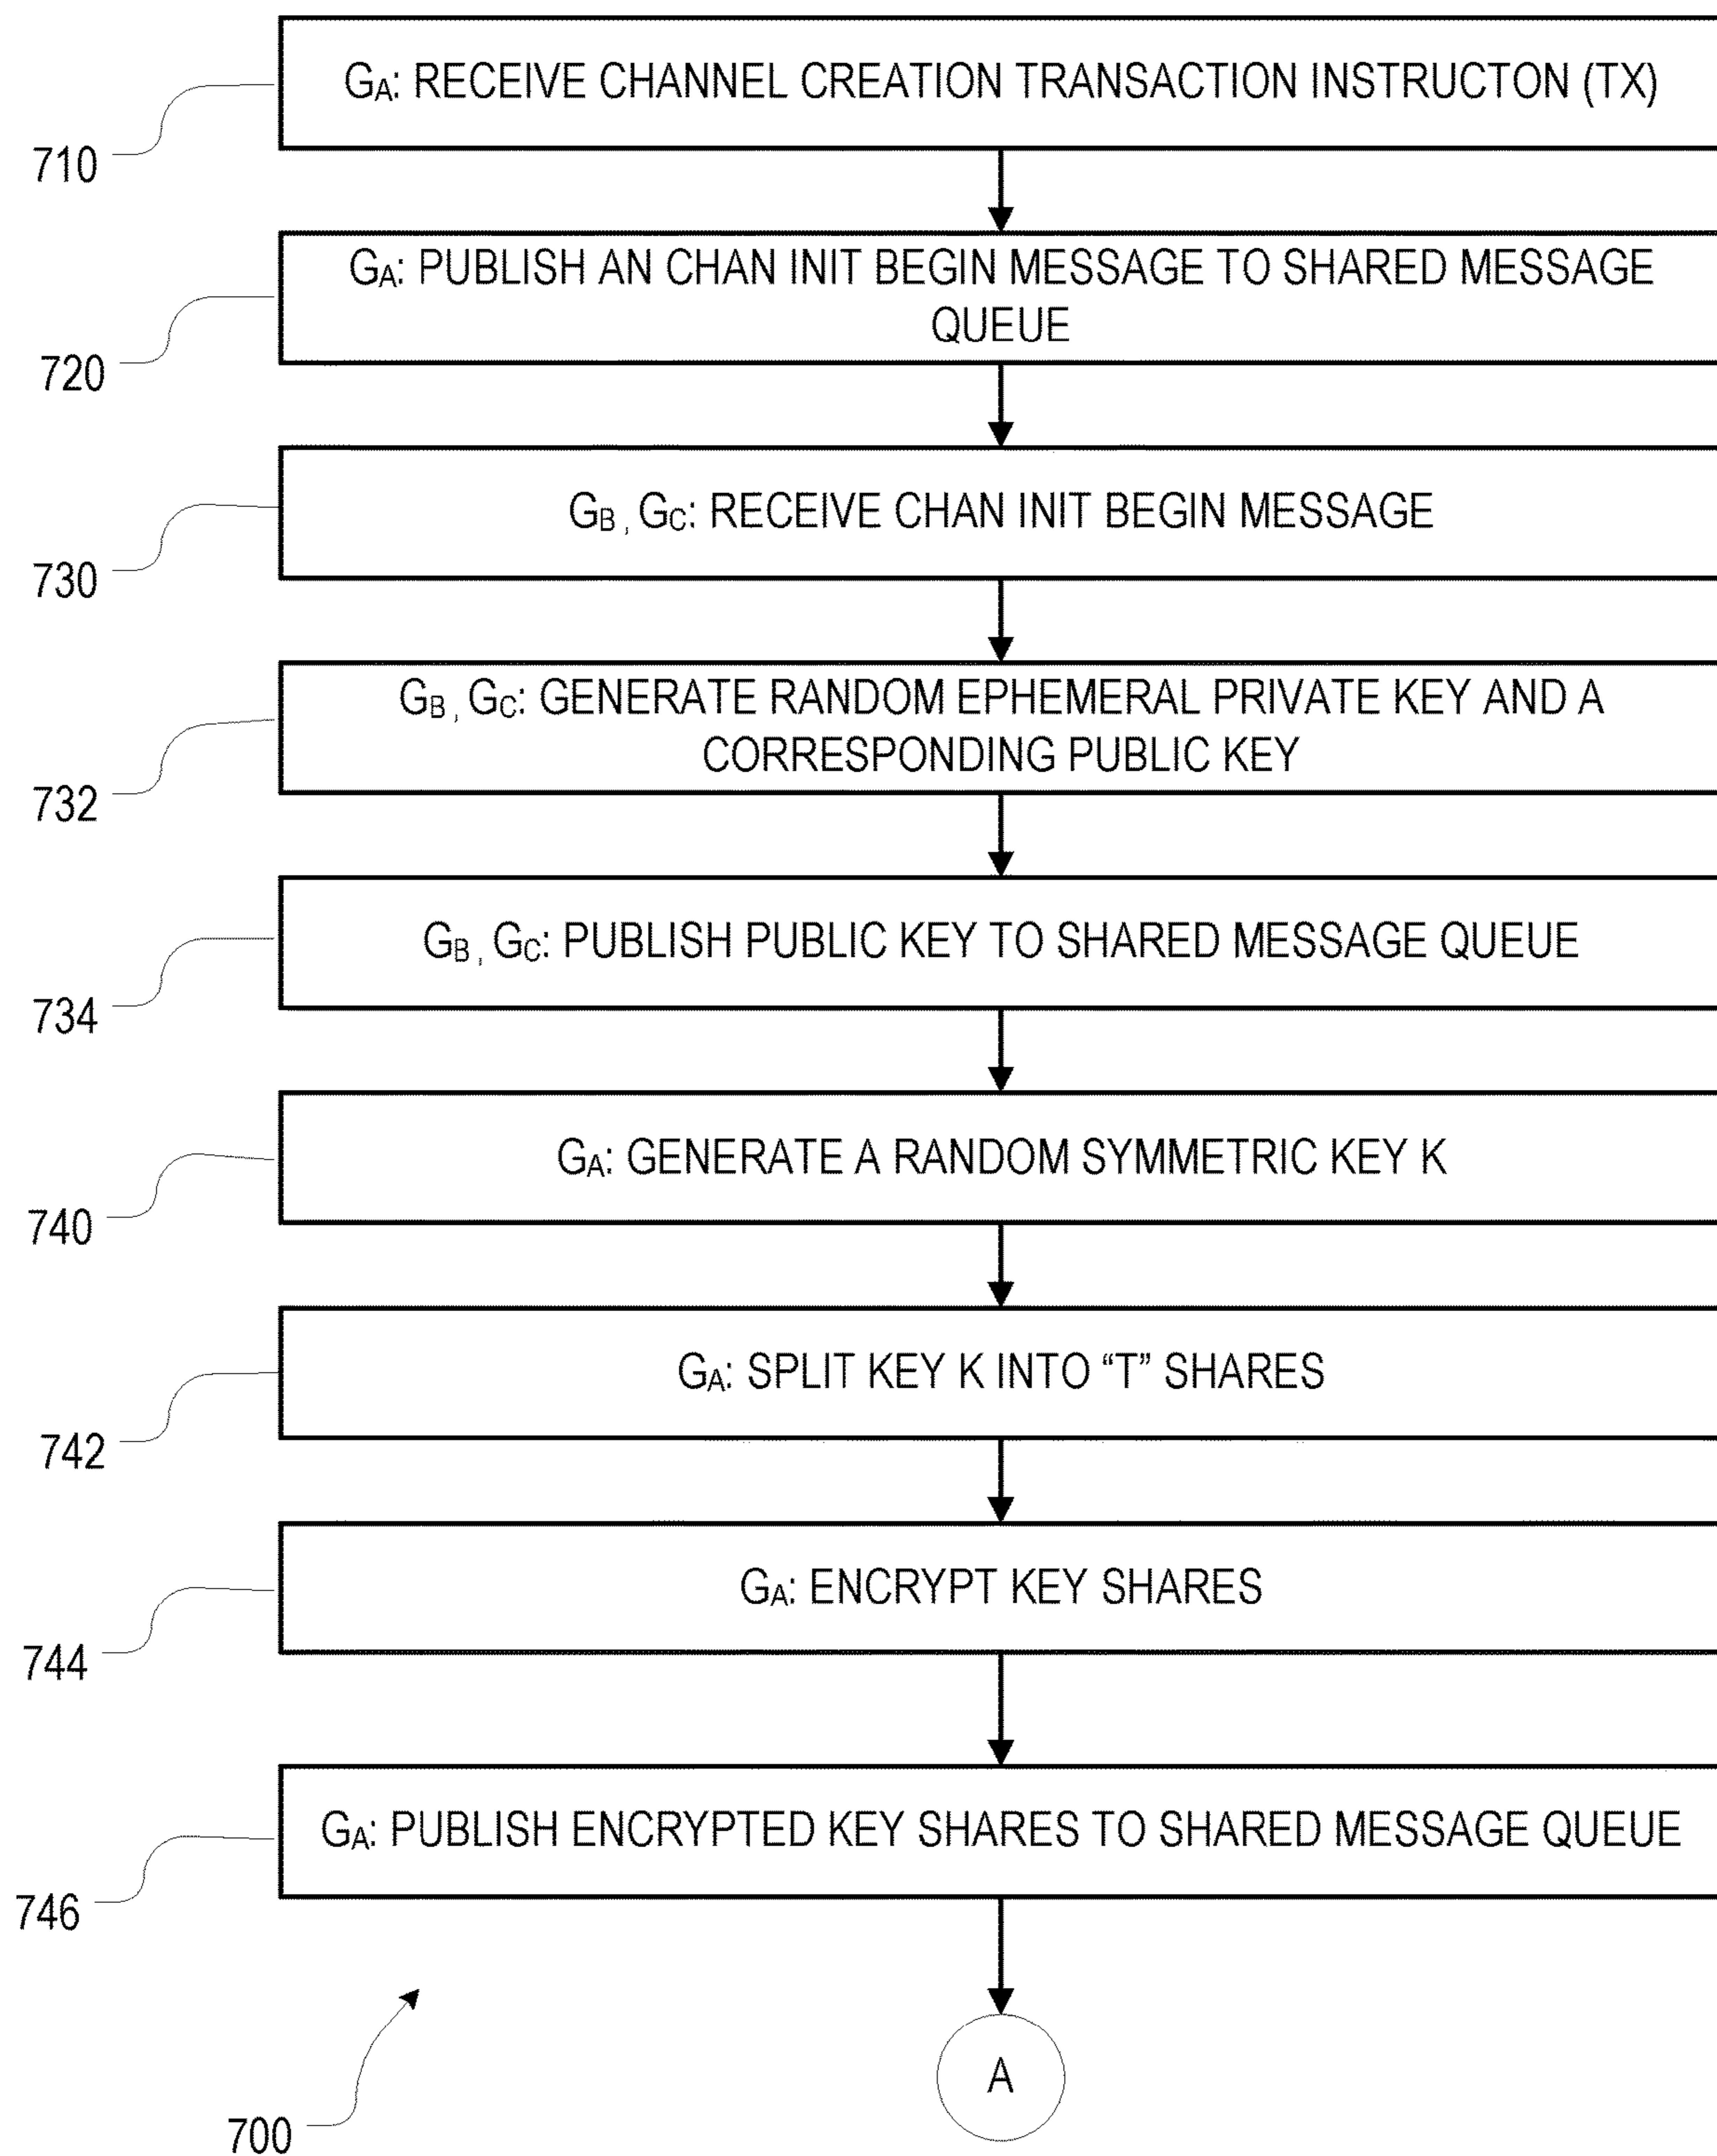 GA: RECEIVE CHANNEL CREATION TRANSACTION INSTRUCTON (TX)
710
GA: PUBLISH AN CHAN INIT BEGIN MESSAGE TO SHARED MESSAGE
QUEUE
720
GB, GC: RECEIVE CHAN INIT BEGIN MESSAGE
730
GB, GC: GENERATE RANDOM EPHEMERAL PRIVATE KEY AND A
CORRESPONDING PUBLIC KEY
732
GB, GC: PUBLISH PUBLIC KEY TO SHARED MESSAGE QUEUE
734
GA: GENERATE A RANDOM SYMMETRIC KEY K
740
GA: SPLIT KEY K INTO “T” SHARES
742
GA: ENCRYPT KEY SHARES
744
GA: PUBLISH ENCRYPTED KEY SHARES TO SHARED MESSAGE QUEUE
746
A
700